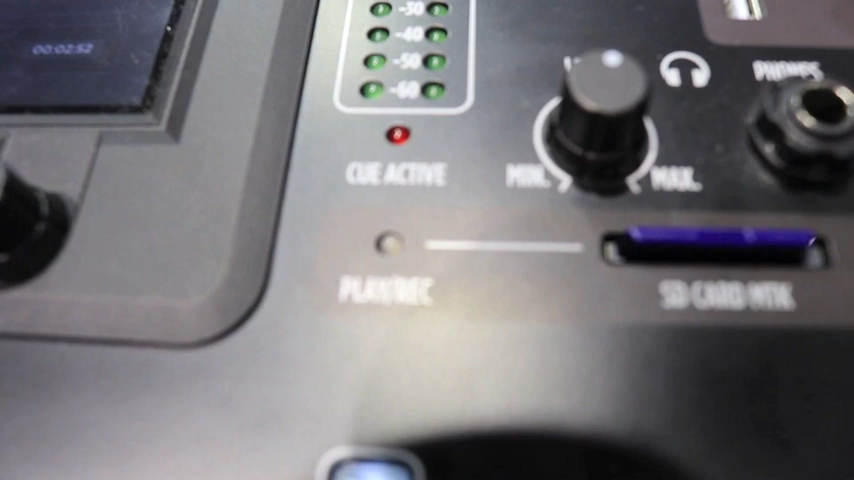 00:02:52
-30
-40
-50
-60
CUE ACTIVE
MIN.
MAX.
PHONES
PLAY/REC
SD CARD MTK